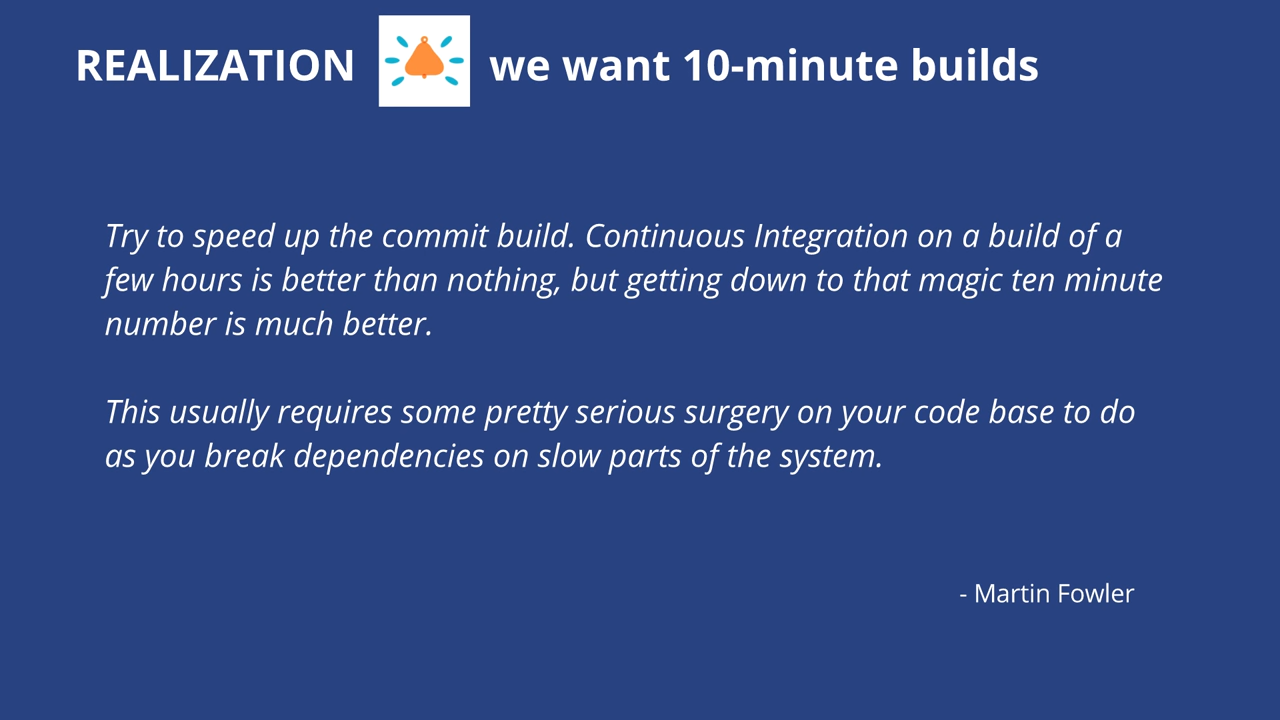 REALIZATION we want 10-minute builds
Try to speed up the commit build. Continuous Integration on a build of a
few hours is better than nothing, but getting down to that magic ten minute
number is much better.
This usually requires some pretty serious surgery on your code base to do
as you break dependencies on slow parts of the system.
- Martin Fowler